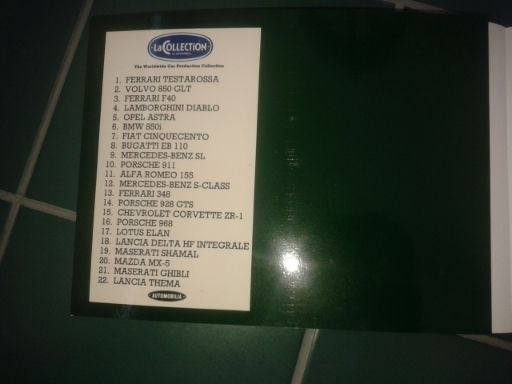 La COLLECTION
The Worldwide Car Production Collection
1. FERRARI TESTAROSSA
2. VOLVO 850 GLT
3. FERRARI F40
4. LAMBORGHINI DIABLO
5. OPEL ASTRA
6. BMW 850i
7. FIAT CINQUECENTO
8. BUGATTI EB 110
9. MERCEDES-BENZ SL
10. PORSCHE 911
11. ALFA ROMEO 155
12. MERCEDES-BENZ S-CLASS
13. FERRARI 348
14. PORSCHE 928 GTS
15. CHEVROLET CORVETTE ZR-1
16. PORSCHE 968
17. LOTUS ELAN
18. LANCIA DELTA HF INTEGRALE
19. MASERATI SHAMAL
20. MAZDA MX-5
21. MASERATI GHIBLI
22. LANCIA THEMA
AUTOMOBILIA